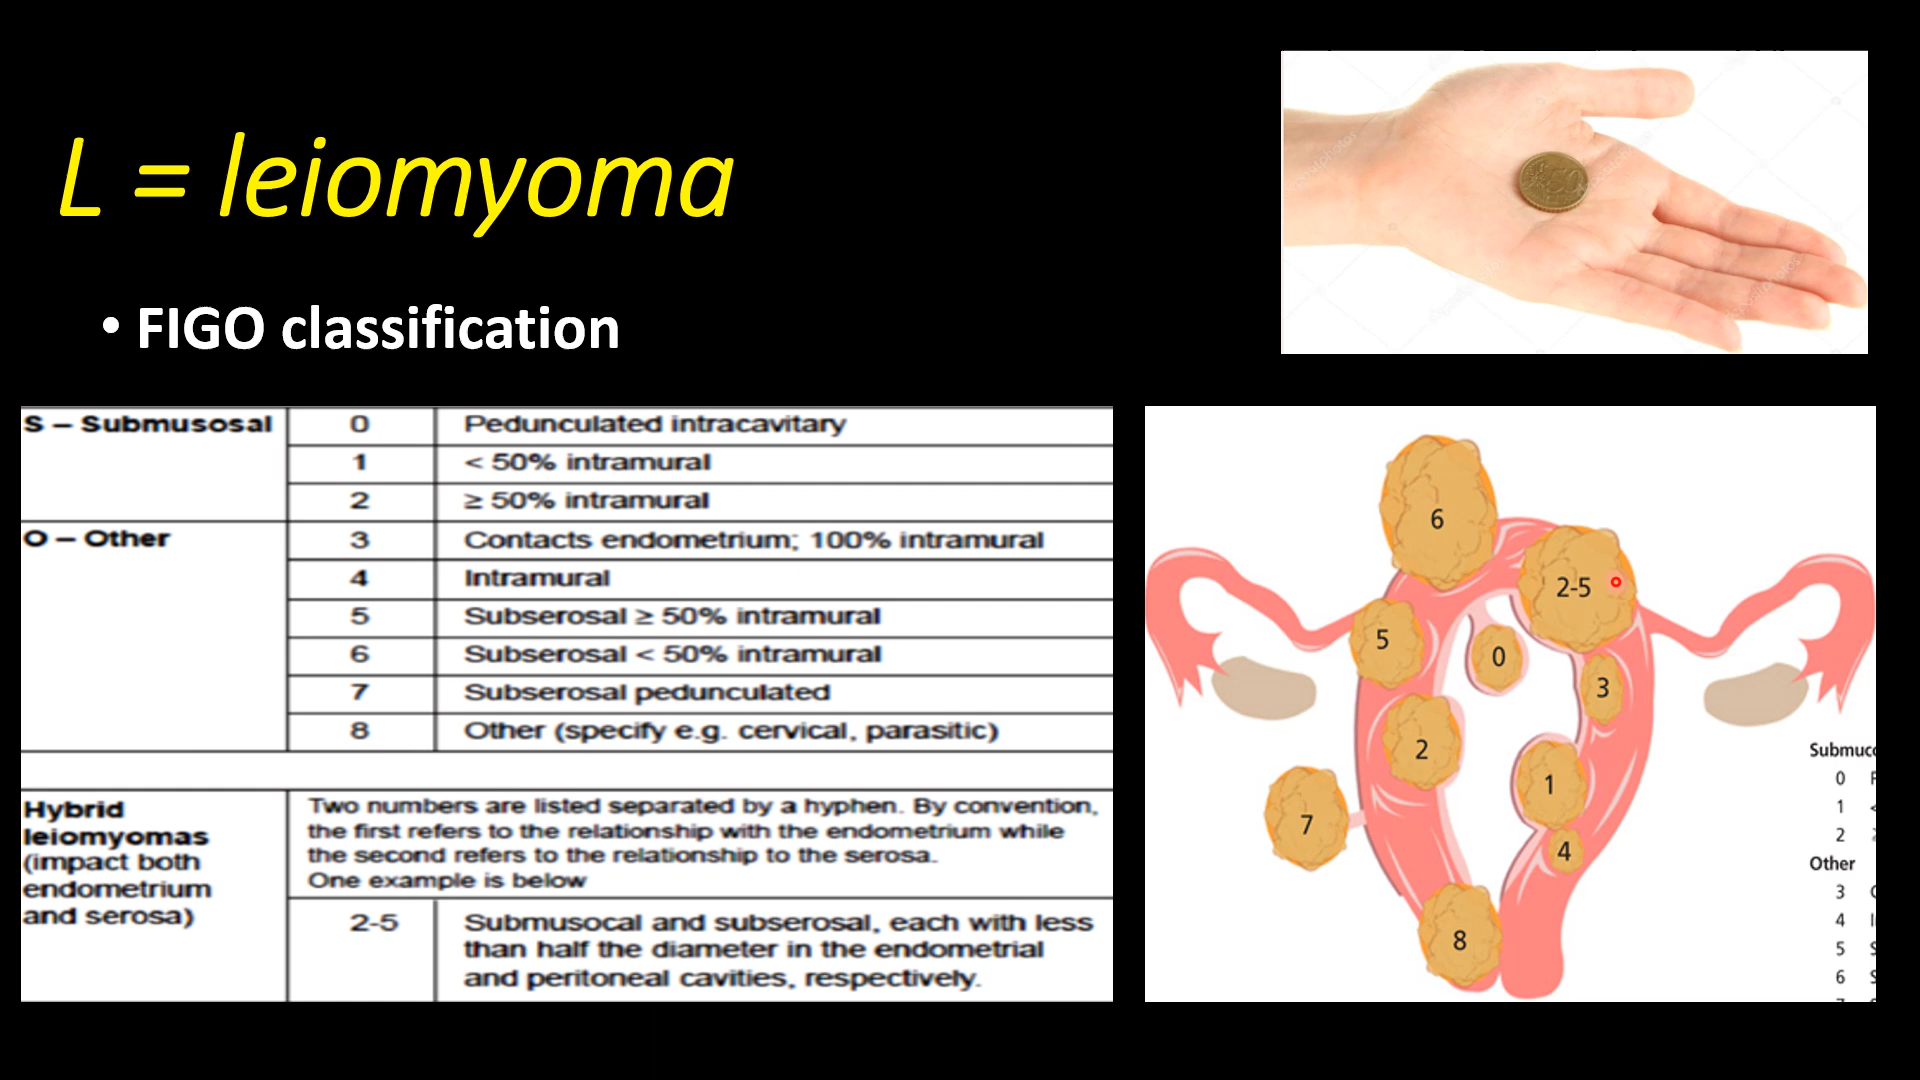 L = leiomyoma
• FIGO classification
S – Submusosal 0 Pedunculated intracavitary
1 < 50% intramural
2 ≥ 50% intramural
O – Other 3 Contacts endometrium; 100% intramural
4 Intramural
5 Subserosal ≥ 50% intramural
6 Subserosal < 50% intramural
7 Subserosal pedunculated
8 Other (specify e.g. cervical, parasitic)
Hybrid
leiomyomas
(impact both
endometrium
and serosa)
Two numbers are listed separated by a hyphen. By convention,
the first refers to the relationship with the endometrium while
the second refers to the relationship to the serosa.
One example is below
2-5 Submusocal and subserosal, each with less
than half the diameter in the endometrial
and peritoneal cavities, respectively.
6
2-5
5
0
3
2
1
7
4
8
Submuc
0
1
2
Other
3
4
5
6